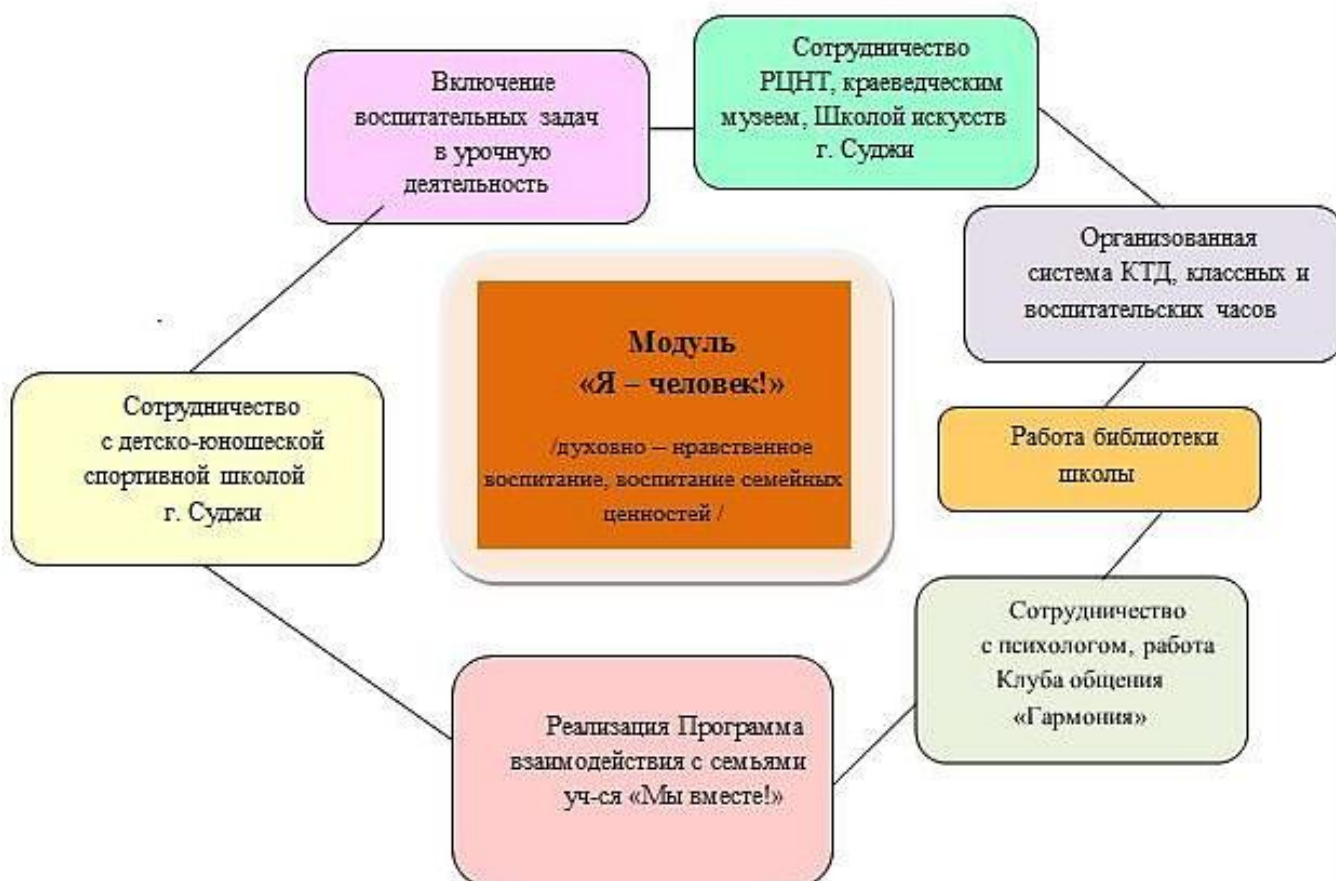 Включение
воспитательных задач
в урочную
деятельность
Сотрудничество
РЦНТ, краеведческим
музеем, Школой искусств
г. Суджи
Организованная
система КТД, классных и
воспитательских часов
Модуль
«Я – человек!»
/духовно – нравственное
воспитание, воспитание семейных
ценностей /
Сотрудничество
с детско-юношеской
спортивной школой
г. Суджи
Работа библиотеки
школы
Сотрудничество
с психологом, работа
Клуба общения
«Гармония»
Реализация Программа
взаимодействия с семьями
уч-ся «Мы вместе!»